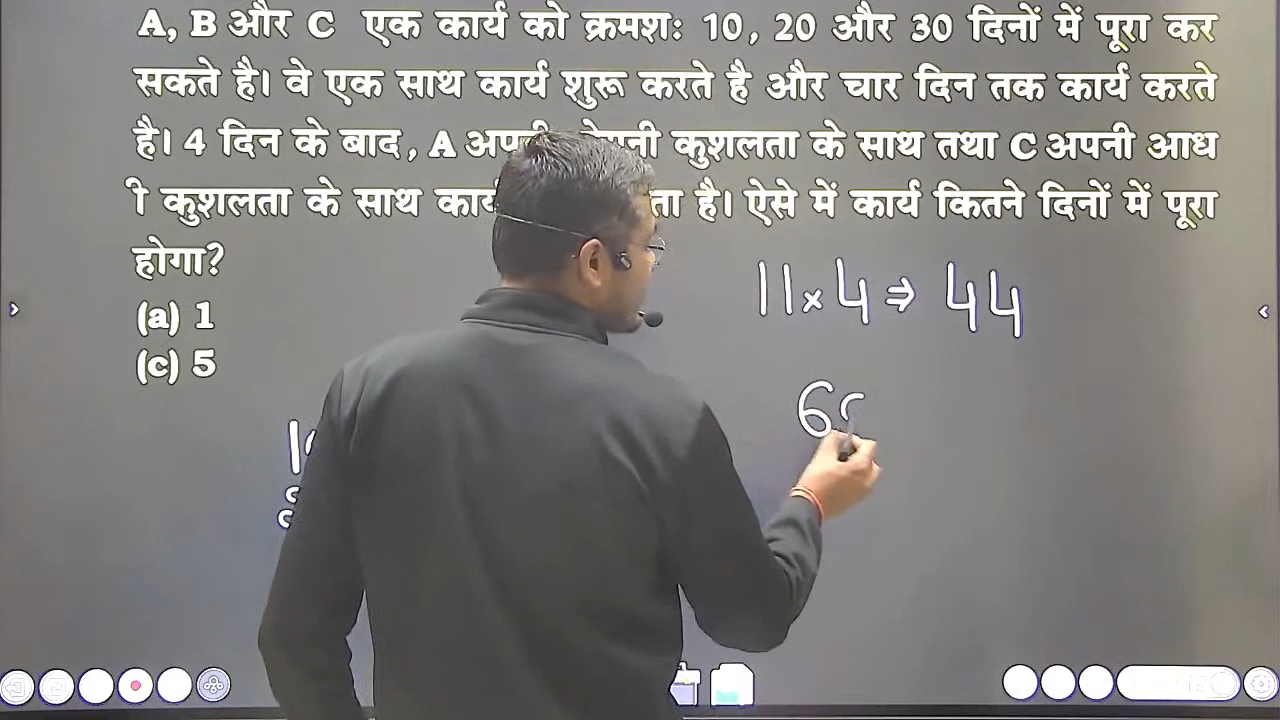 A, B और C एक कार्य को क्रमशः 10, 20 और 30 दिनों में पूरा कर
सकते है। वे एक साथ कार्य शुरू करते है और चार दिन तक कार्य करते
है। 4 दिन के बाद, A कुशलता के साथ तथा C अपनी आध
ी कुशलता के साथ ता है। ऐसे में कार्य कितने दिनों में पूरा
होगा?
11 × 4 ⇒ 44
(a) 1
(c) 5